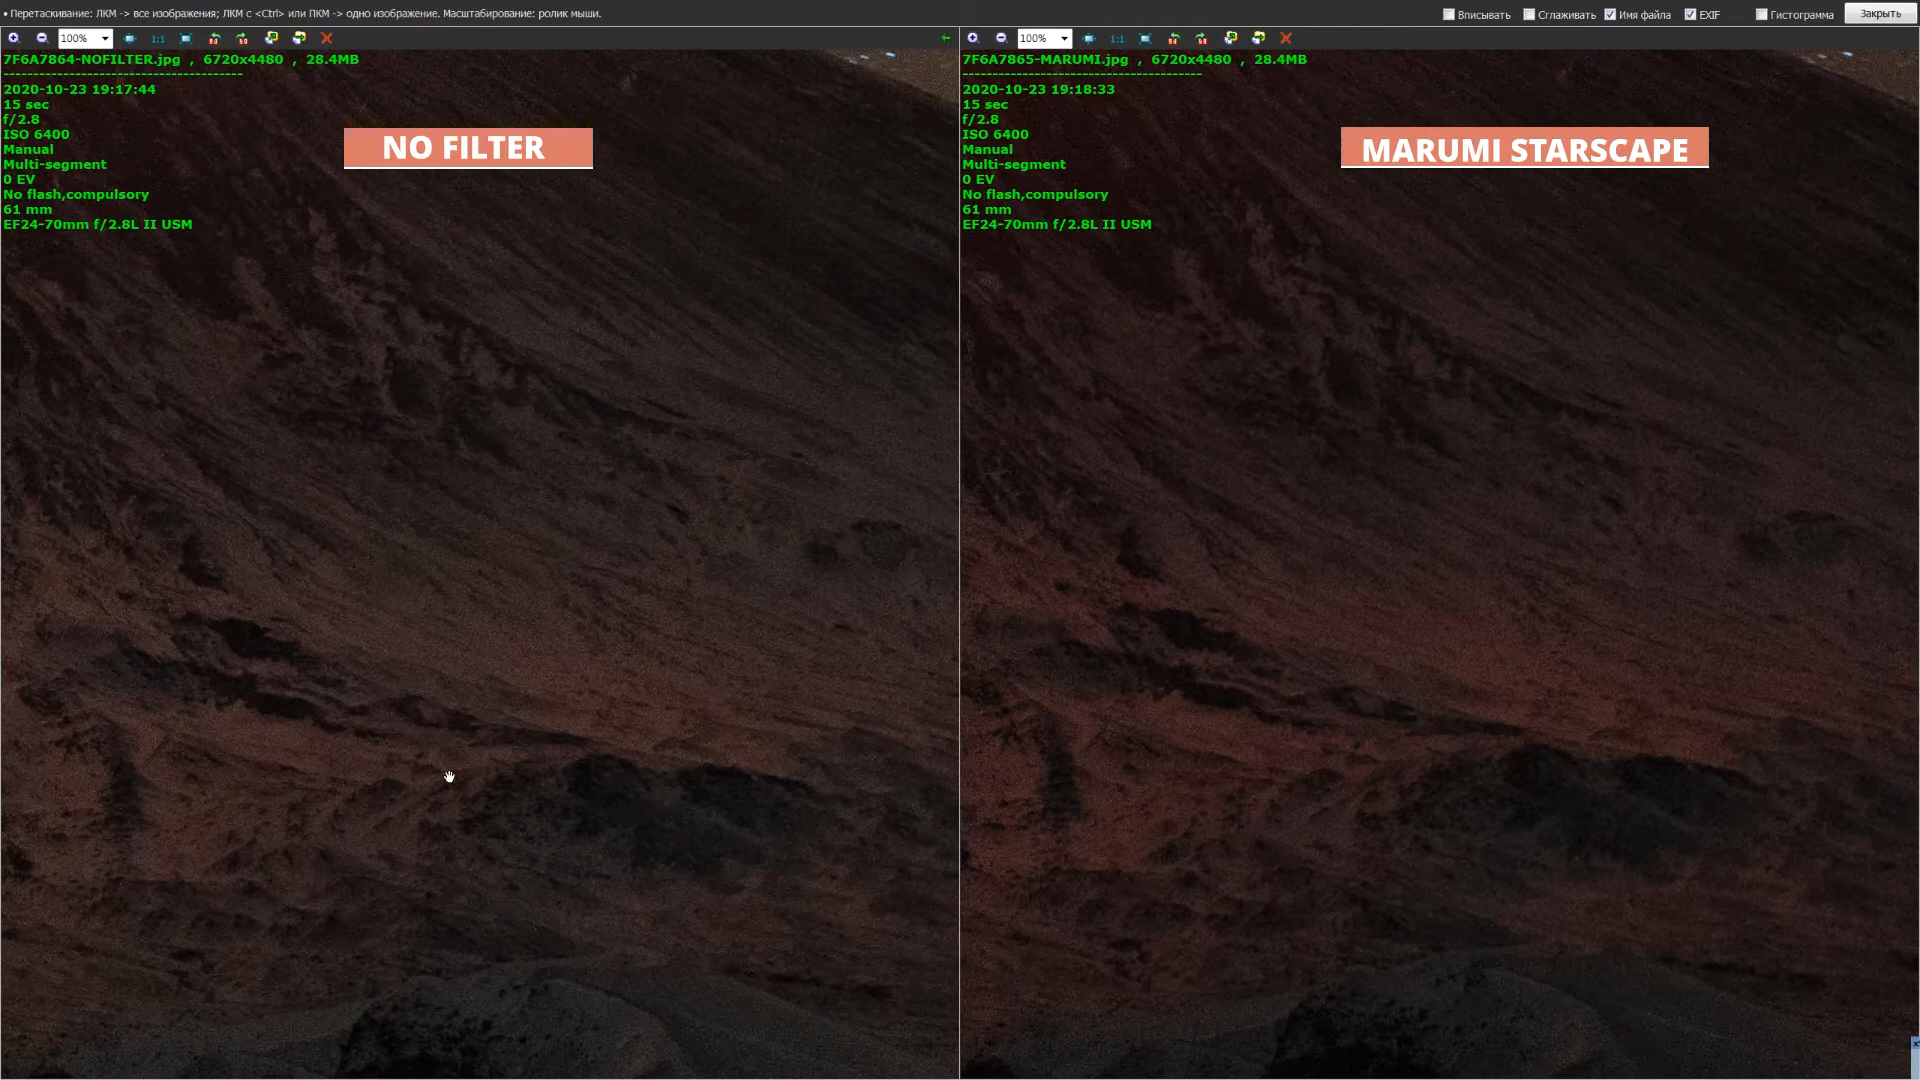 • Перетаскивание: ЛКМ -> все изображения; ЛКМ с <Ctrl> или ПКМ -> одно изображение. Масштабирование: ролик мыши.
Вписывать
Сглаживать
Имя файла
EXIF
Гистограмма
Закрыть
100%
1:1
100%
1:1
7F6A7864-NOFILTER.jpg , 6720x4480 , 28.4MB
----------------------------------------
2020-10-23 19:17:44
15 sec
f/2.8
ISO 6400
Manual
Multi-segment
0 EV
No flash,compulsory
61 mm
EF24-70mm f/2.8L II USM
NO FILTER
7F6A7865-MARUMI.jpg , 6720x4480 , 28.4MB
----------------------------------------
2020-10-23 19:18:33
15 sec
f/2.8
ISO 6400
Manual
Multi-segment
0 EV
No flash,compulsory
61 mm
EF24-70mm f/2.8L II USM
MARUMI STARSCAPE